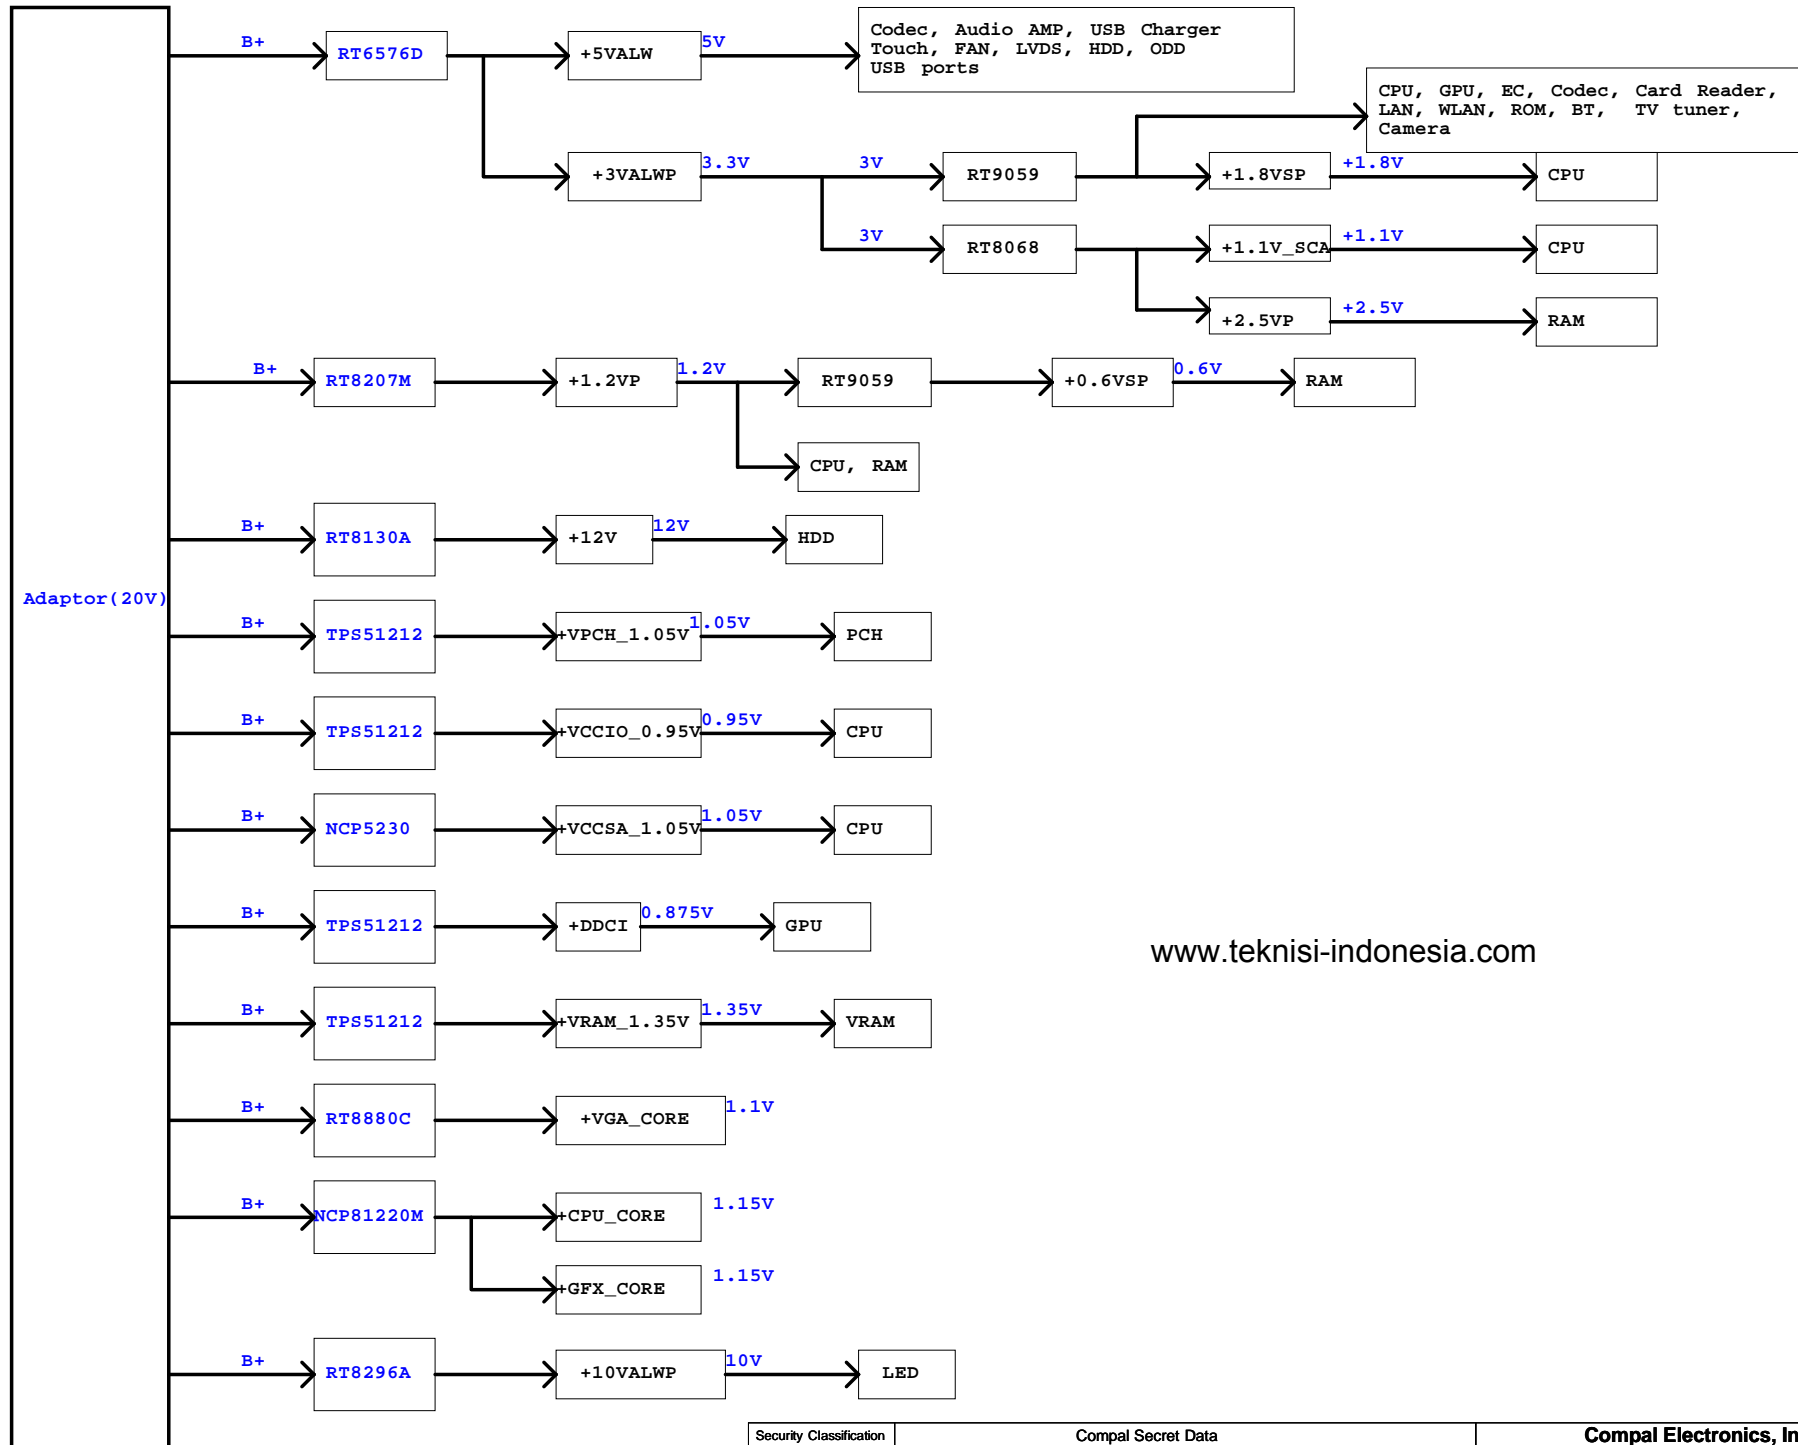 B+
RT6576D
+5VALW
5V
Codec, Audio AMP, USB Charger
Touch, FAN, LVDS, HDD, ODD
USB ports
CPU, GPU, EC, Codec, Card Reader,
LAN, WLAN, ROM, BT, TV tuner,
Camera
+3VALWP
3.3V
3V
RT9059
+1.8VSP
+1.8V
CPU
3V
RT8068
+1.1V_SCA
+1.1V
CPU
+2.5VP
+2.5V
RAM
B+
RT8207M
+1.2VP
1.2V
RT9059
+0.6VSP
0.6V
RAM
CPU, RAM
B+
RT8130A
+12V
12V
HDD
Adaptor(20V)
B+
TPS51212
+VPCH_1.05V
1.05V
PCH
B+
TPS51212
+VCCIO_0.95V
0.95V
CPU
B+
NCP5230
+VCCSA_1.05V
1.05V
CPU
B+
TPS51212
+DDCI
0.875V
GPU
www.teknisi-indonesia.com
B+
TPS51212
+VRAM_1.35V
1.35V
VRAM
B+
RT8880C
+VGA_CORE
1.1V
B+
NCP81220M
+CPU_CORE
1.15V
+GFX_CORE
1.15V
B+
RT8296A
+10VALWP
10V
LED
Security Classification
Compal Secret Data
Compal Electronics, In